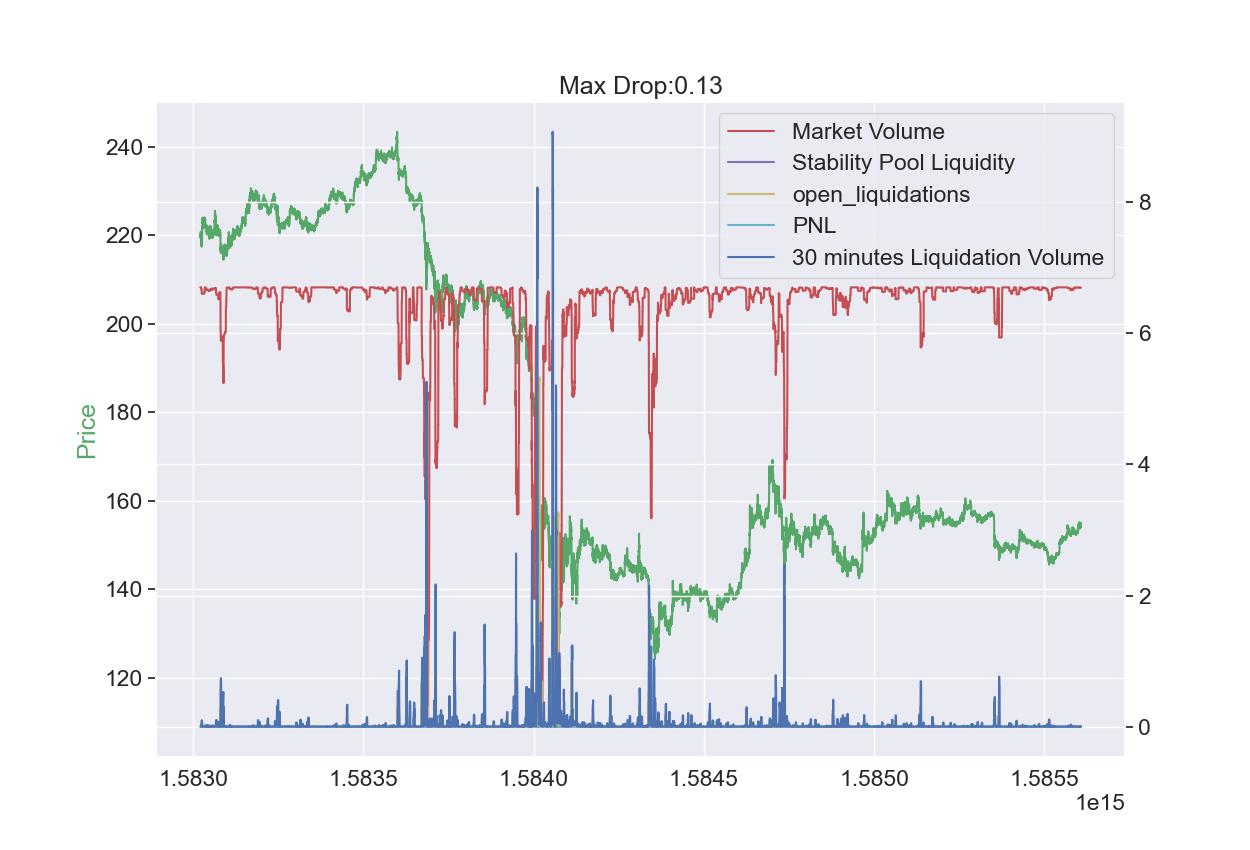 Max Drop:0.13
Market Volume
Stability Pool Liquidity
open_liquidations
PNL
30 minutes Liquidation Volume
240
220
200
180
160
140
120
Price
8
6
4
2
0
1.5830 1.5835 1.5840 1.5845 1.5850 1.5855
1e15